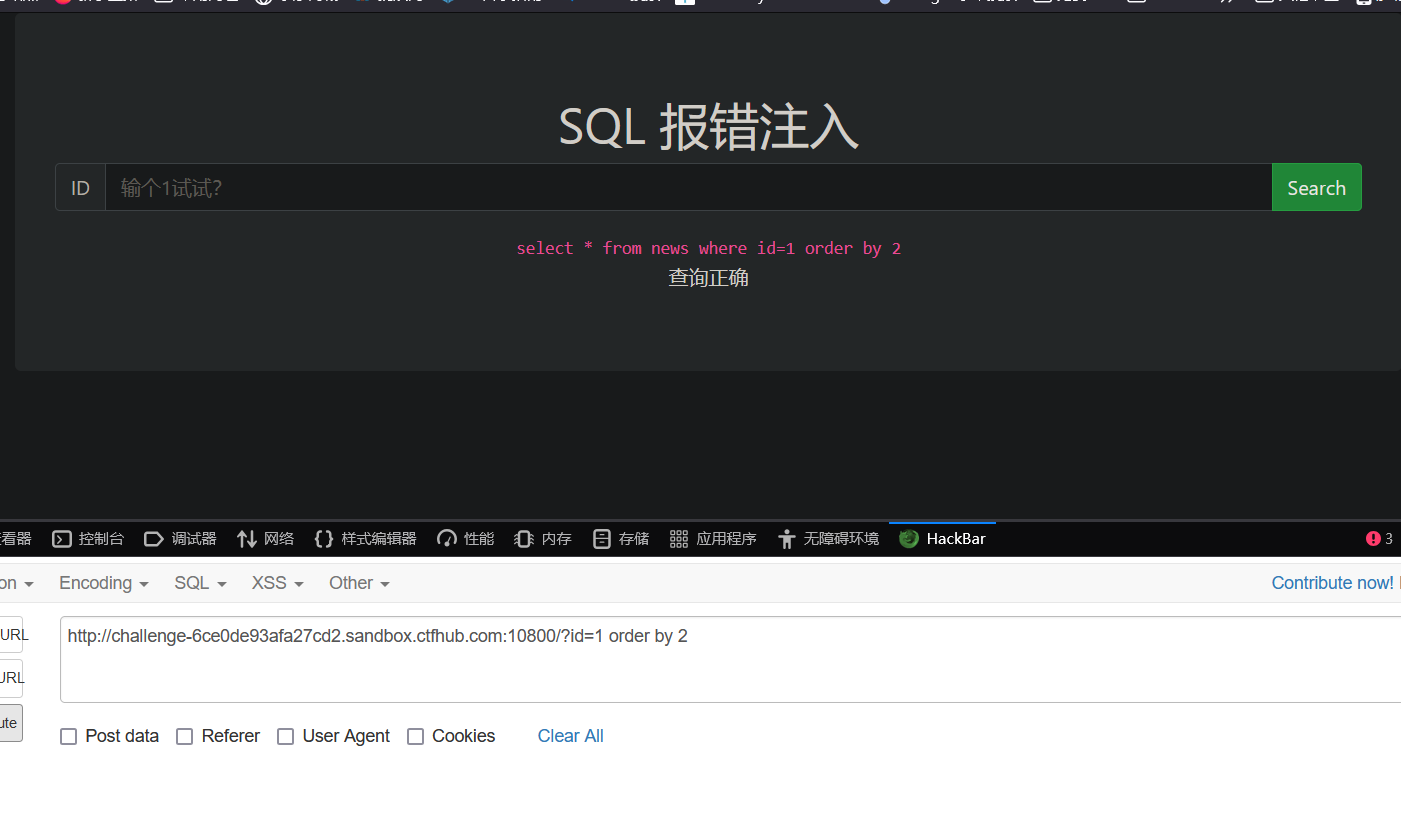 SQL 报错注入
ID 输个1试试? Search
select * from news where id=1 order by 2
查询正确
看器 控制台 调试器 网络 样式编辑器 性能 内存 存储 应用程序 无障碍环境 HackBar 3
on Encoding SQL XSS Other Contribute now!
URL http://challenge-6ce0de93afa27cd2.sandbox.ctfhub.com:10800/?id=1 order by 2
URL
ute
Post data Referer User Agent Cookies Clear All